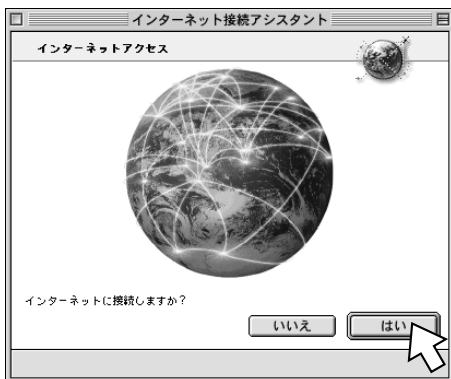 インターネット接続アシスタント
インターネットアクセス
インターネットに接続しますか？
いいえ
はい